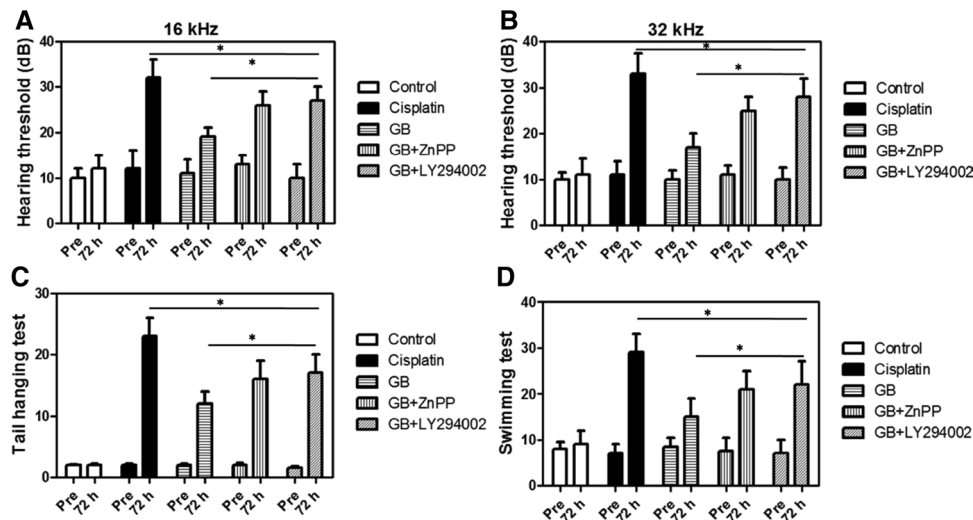 A
16 kHz
Hearing threshold (dB)
40
30
20
10
0
*
*
Pre 72 h Pre 72 h Pre 72 h Pre 72 h Pre 72 h
Control
Cisplatin
GB
GB+ZnPP
GB+LY294002
B
32 kHz
Hearing threshold (dB)
40
30
20
10
0
*
*
Pre 72 h Pre 72 h Pre 72 h Pre 72 h Pre 72 h
Control
Cisplatin
GB
GB+ZnPP
GB+LY294002
C
Tail hanging test
30
20
10
0
*
*
Pre 72 h Pre 72 h Pre 72 h Pre 72 h Pre 72 h
Control
Cisplatin
GB
GB+ZnPP
GB+LY294002
D
Swimming test
40
30
20
10
0
*
*
Pre 72 h Pre 72 h Pre 72 h Pre 72 h Pre 72 h
Control
Cisplatin
GB
GB+ZnPP
GB+LY294002